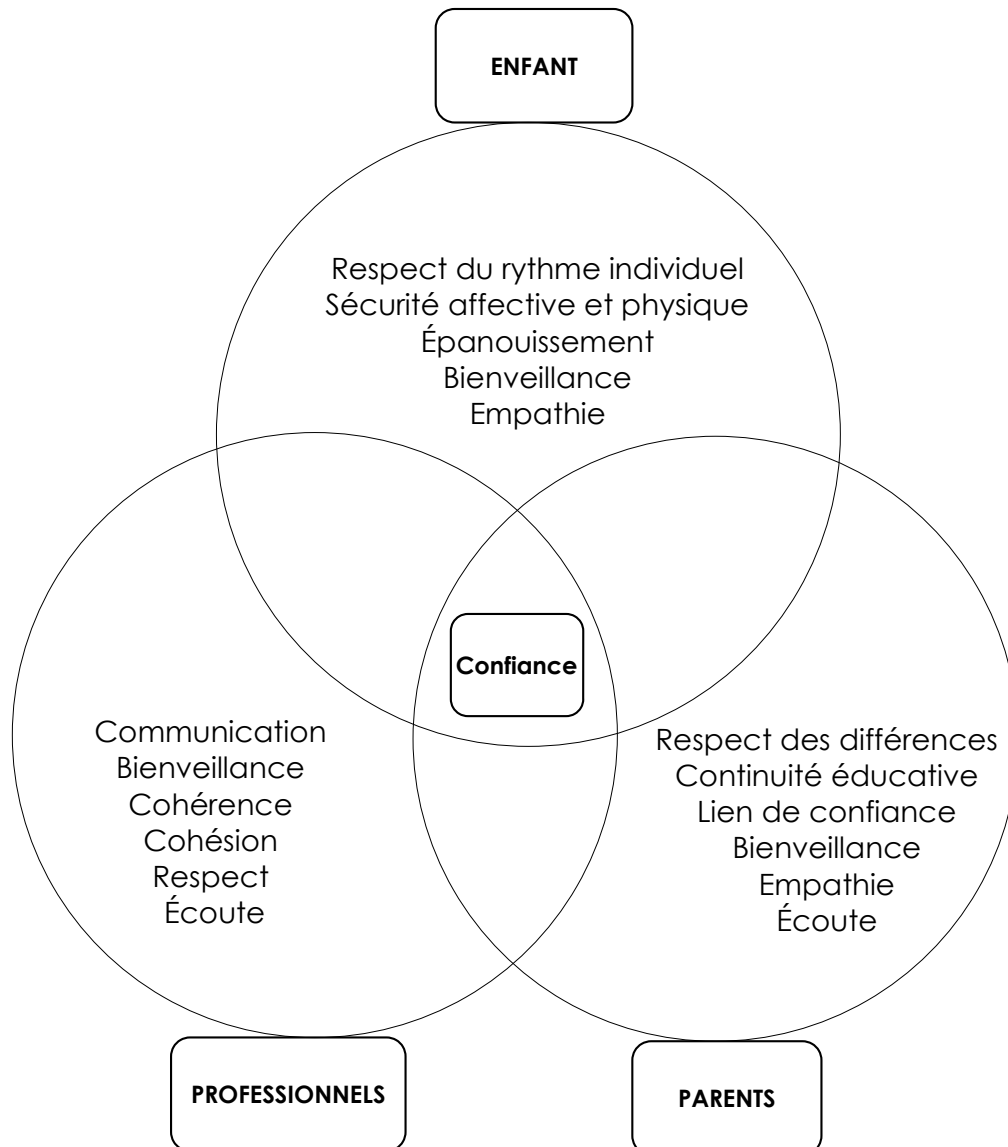 ENFANT
Respect du rythme individuel
Sécurité affective et physique
Épanouissement
Bienveillance
Empathie
Confiance
Communication
Bienveillance
Cohérence
Cohésion
Respect
Écoute
Respect des différences
Continuité éducative
Lien de confiance
Bienveillance
Empathie
Écoute
PROFESSIONNELS
PARENTS